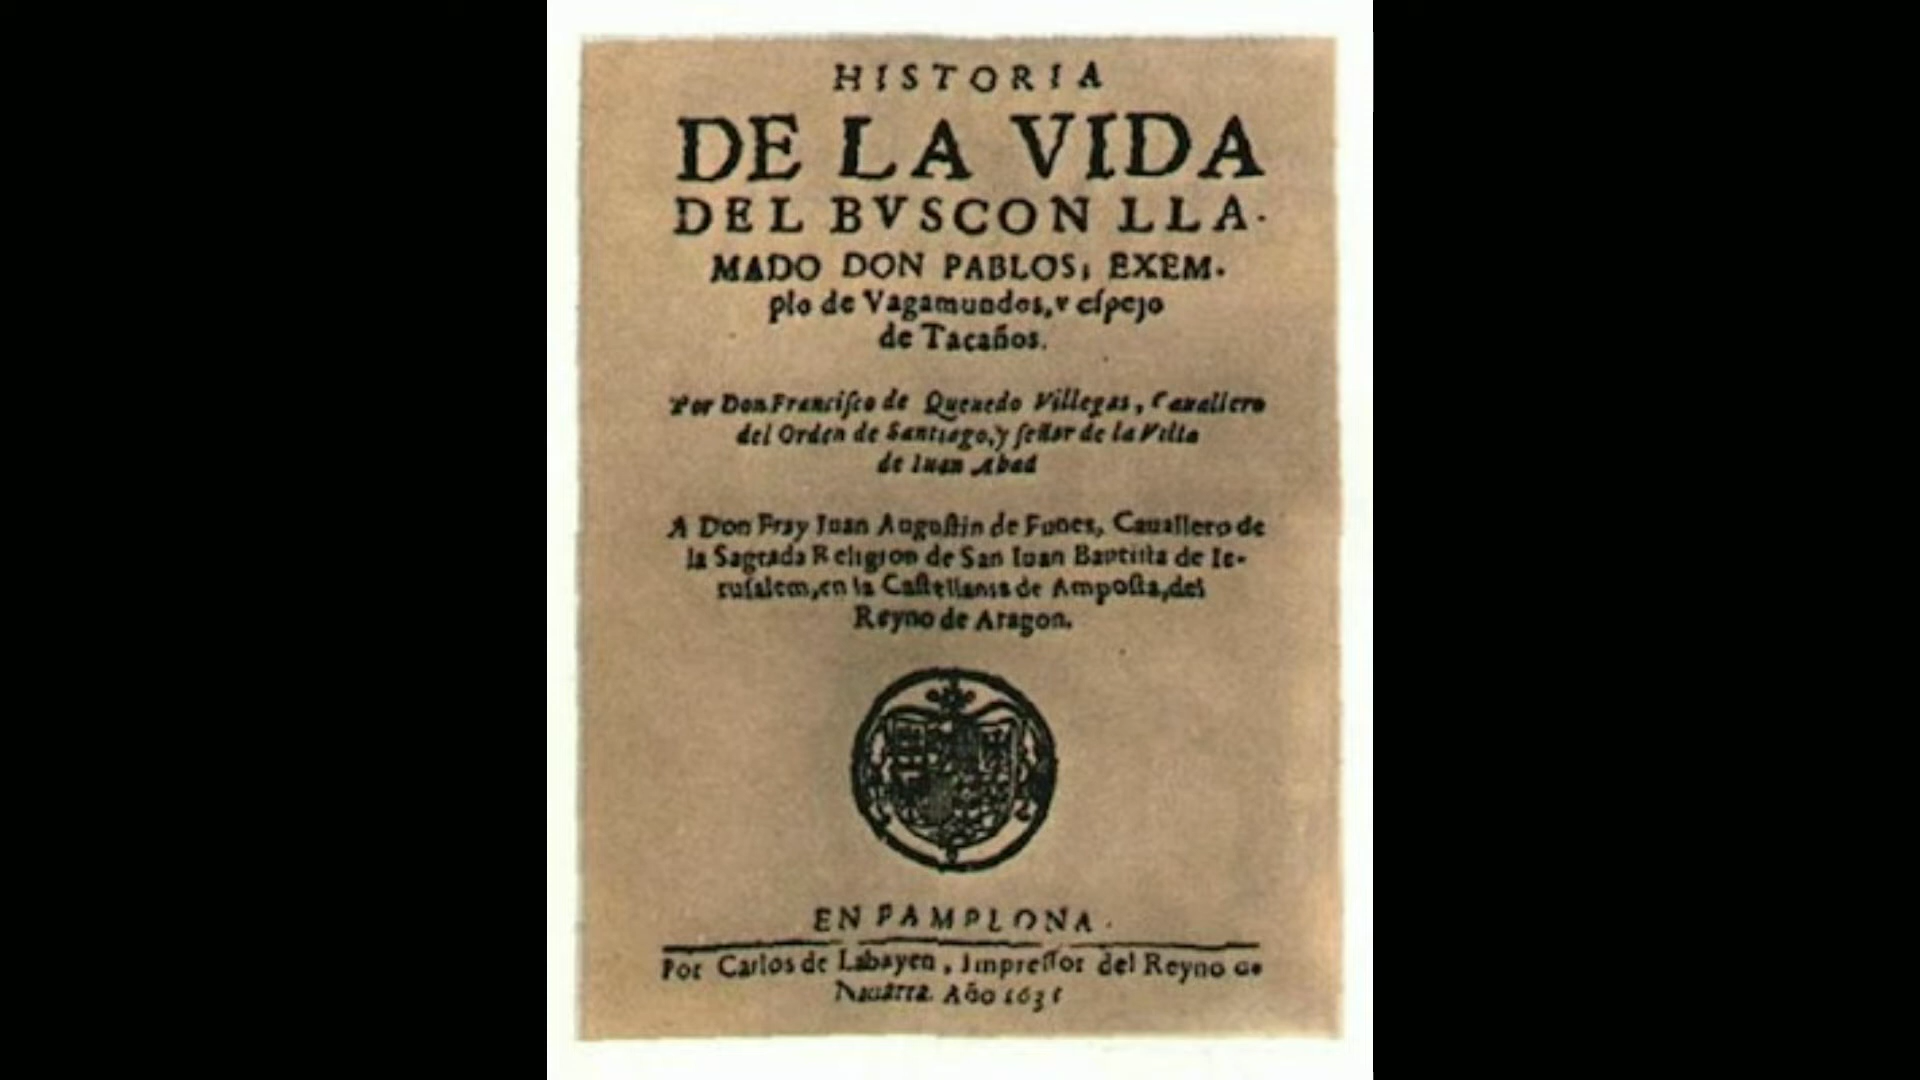 HISTORIA
DE LA VIDA
DEL BVSCON LLA-
MADO DON PABLOS; EXEM-
plo de Vagamundos, y eſpejo
de Tacaños.
Por Don Franciſco de Queuedo Villegas, Cauallero
del Orden de Santiago, y ſeñor de la Villa
de Iuan Abad
A Don Fray Iuan Auguſtin de Funes, Cauallero de
la Sagrada Religion de San Iuan Baptiſta de Ie-
ruſalem, en la Caſtellania de Ampoſta, del
Reyno de Aragon.
EN PAMPLONA.
Por Carlos de Labayen, Impreſſor del Reyno de
Nauarra. Año 1631